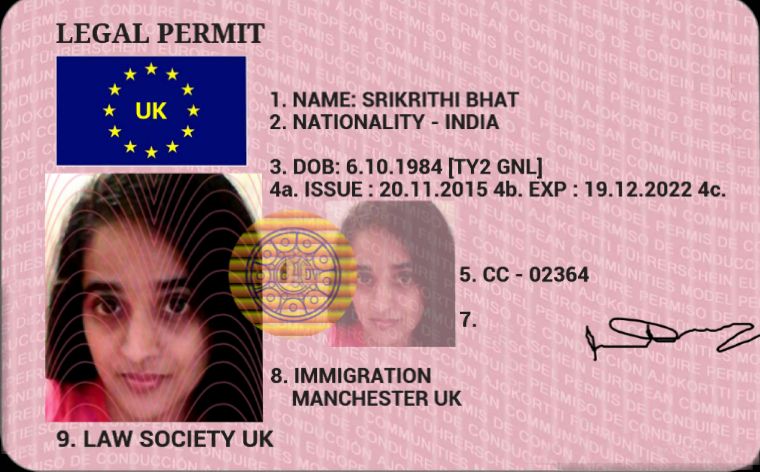 LEGAL PERMIT
UK
1. NAME: SRIKRITHI BHAT
2. NATIONALITY - INDIA
3. DOB: 6.10.1984 [TY2 GNL]
4a. ISSUE : 20.11.2015 4b. EXP : 19.12.2022 4c.
5. CC - 02364
7.
8. IMMIGRATION
MANCHESTER UK
9. LAW SOCIETY UK